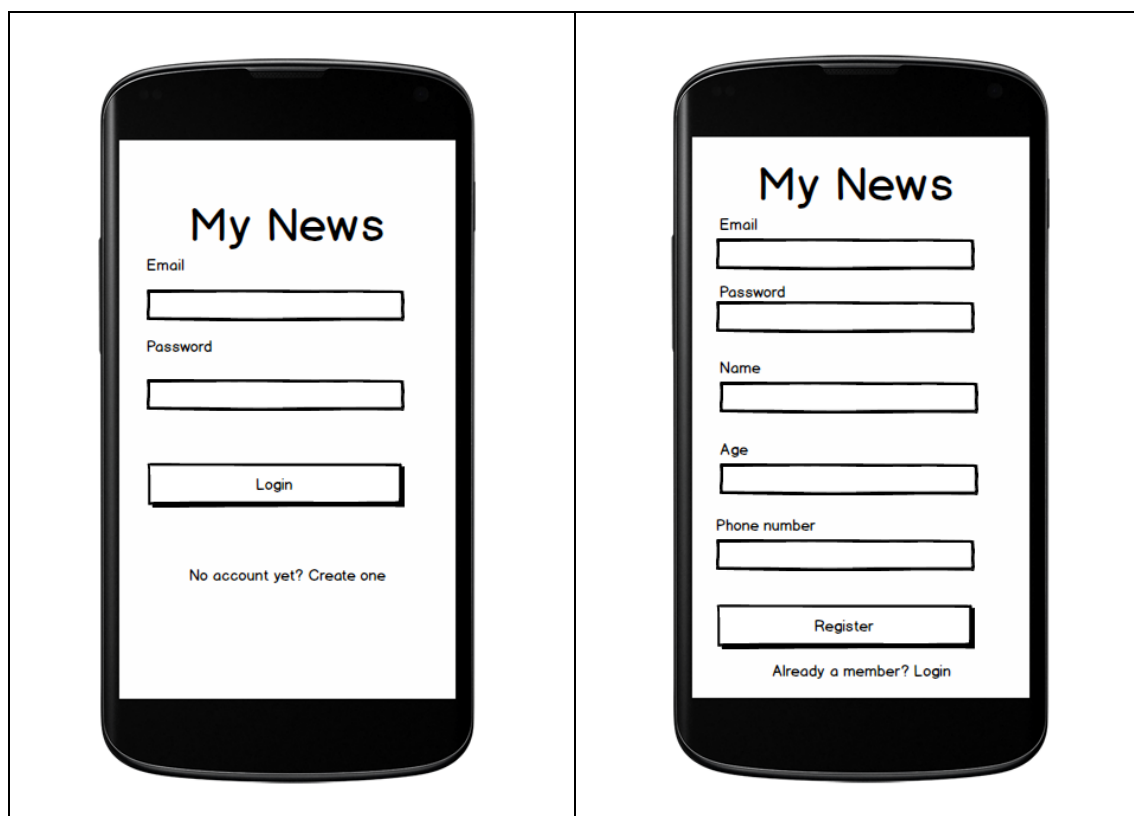 My News
Email
Password
Login
No account yet? Create one
My News
Email
Password
Name
Age
Phone number
Register
Already a member? Login